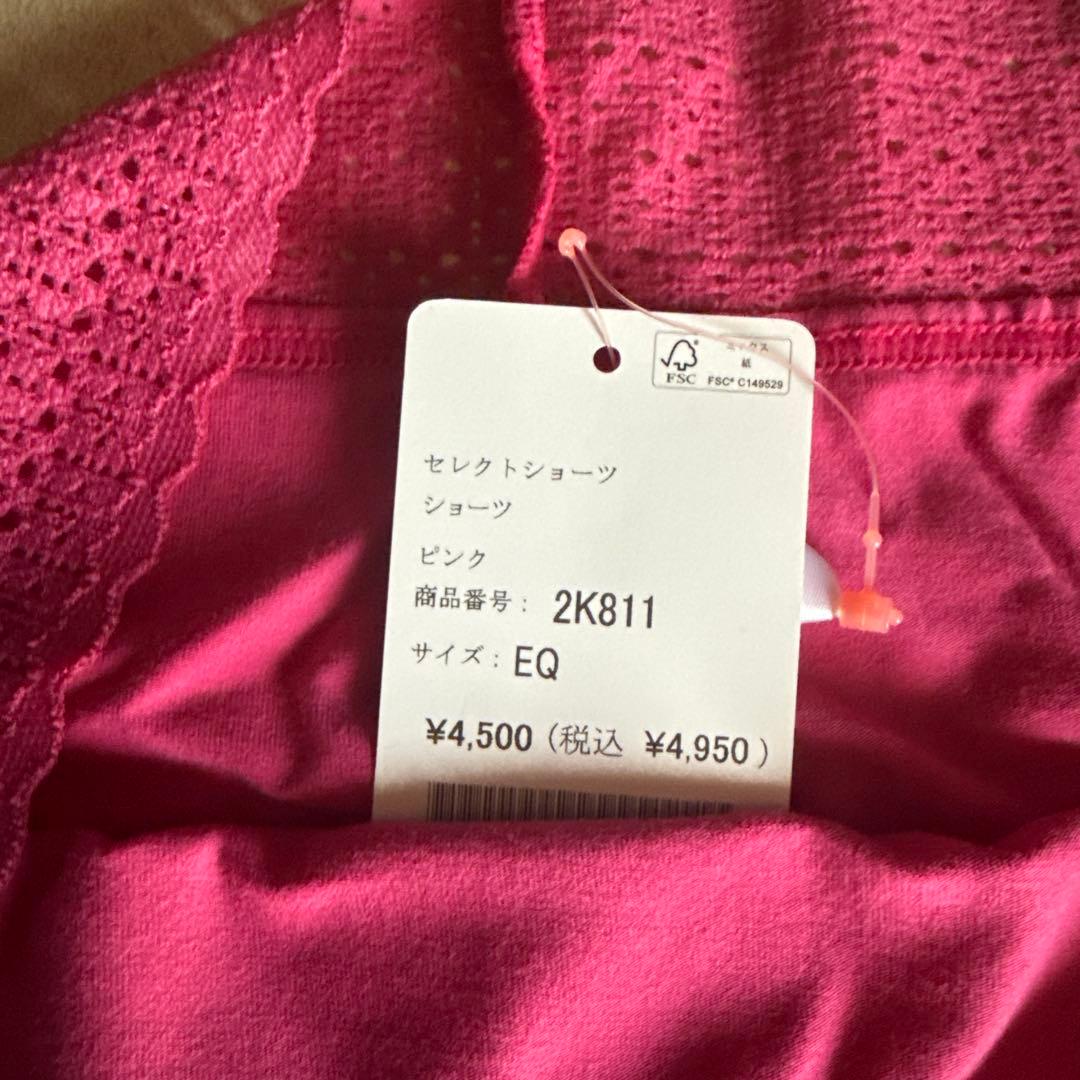 ミックス
紙
FSC
FSC® C149529
セレクトショーツ
ショーツ
ピンク
商品番号: 2K811
サイズ: EQ
¥4,500 (税込 ¥4,950)